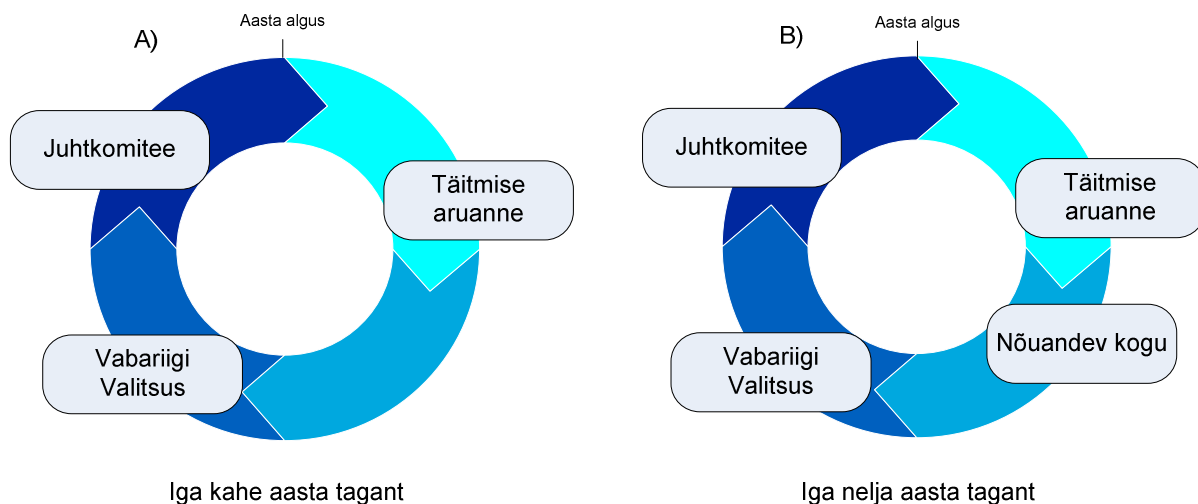 A)
Aasta algus
Juhtkomitee
Täitmise
aruanne
Vabariigi
Valitsus
Iga kahe aasta tagant
B)
Aasta algus
Juhtkomitee
Täitmise
aruanne
Nõuandev kogu
Vabariigi
Valitsus
Iga nelja aasta tagant